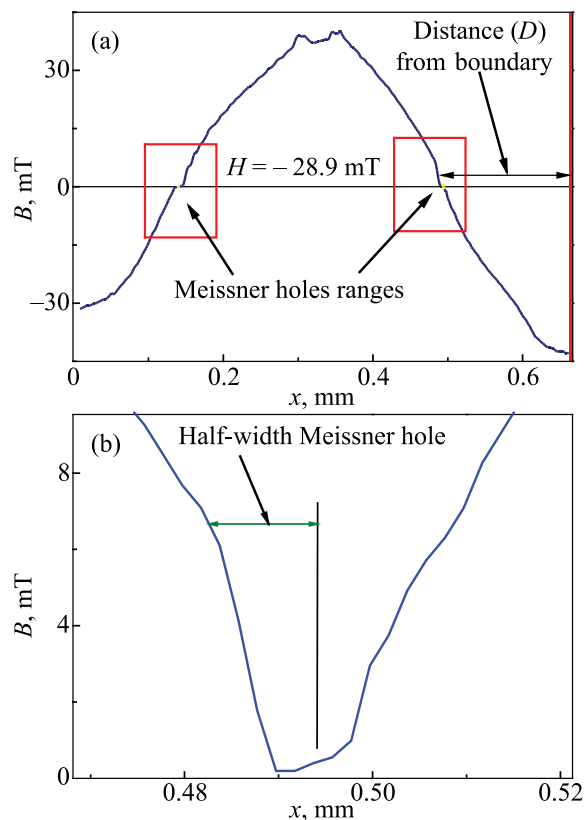 (a)
Distance (D)
from boundary
30
H = − 28.9 mT
B, mT
0
Meissner holes ranges
−30
0
0.2
0.4
0.6
x, mm
(b)
Half-width Meissner hole
8
B, mT
4
0
0.48
0.50
0.52
x, mm